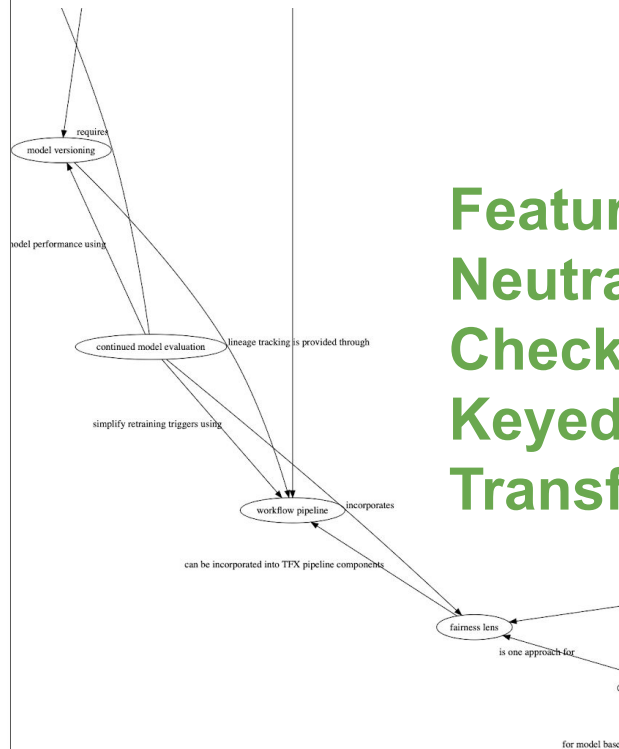 requires
model versioning
model performance using
continued model evaluation
lineage tracking is provided through
simplify retraining triggers using
workflow pipeline
incorporates
can be incorporated into TFX pipeline components
fairness lens
is one approach for
for model base
Featur
Neutra
Check
Keyed
Transf